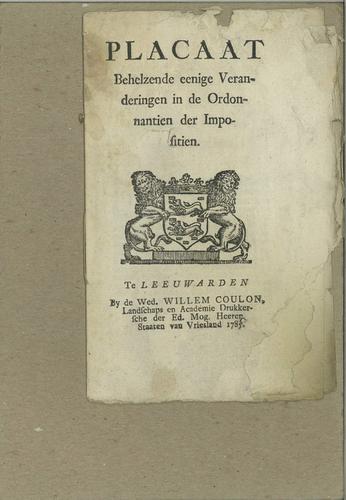 PLACAAT
Behelzende eenige Veran-
deringen in de Ordon-
nantien der Impo-
sitien.
Te LEEUWARDEN
By de Wed. WILLEM COULON,
Landschaps en Academie Drukker-
sche der Ed. Mog. Heeren
Staaten van Vriesland